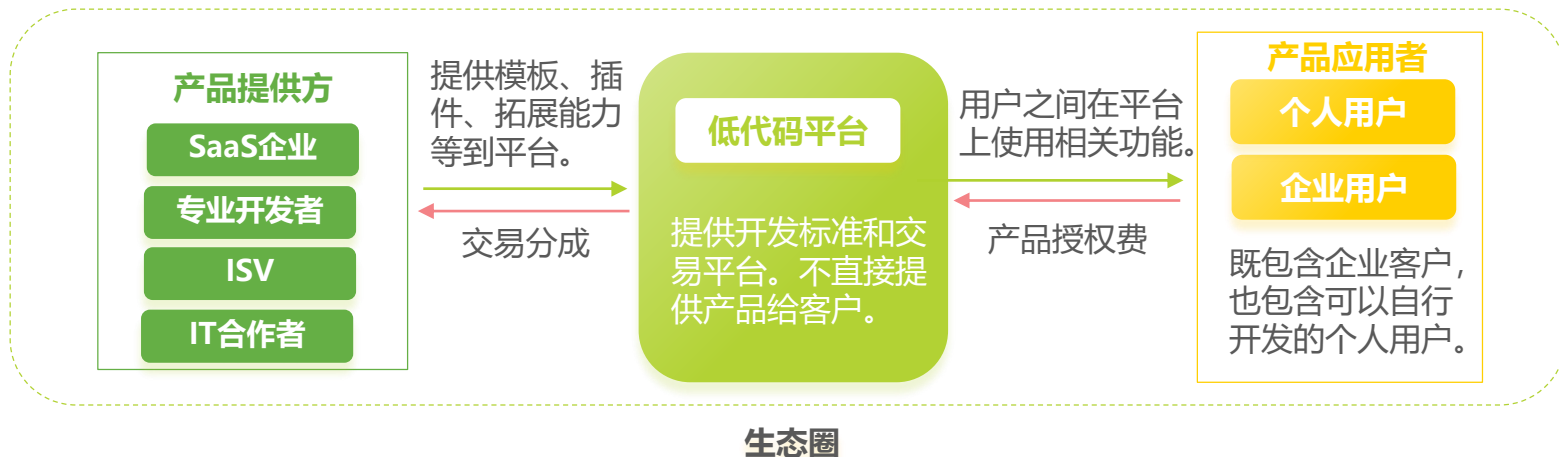 产品提供方
SaaS企业
专业开发者
ISV
IT合作者
提供模板、插
件、拓展能力
等到平台。
交易分成
低代码平台
提供开发标准和交
易平台。不直接提
供产品给客户。
用户之间在平台
上使用相关功能。
产品授权费
产品应用者
个人用户
企业用户
既包含企业客户，
也包含可以自行
开发的个人用户。
生态圈